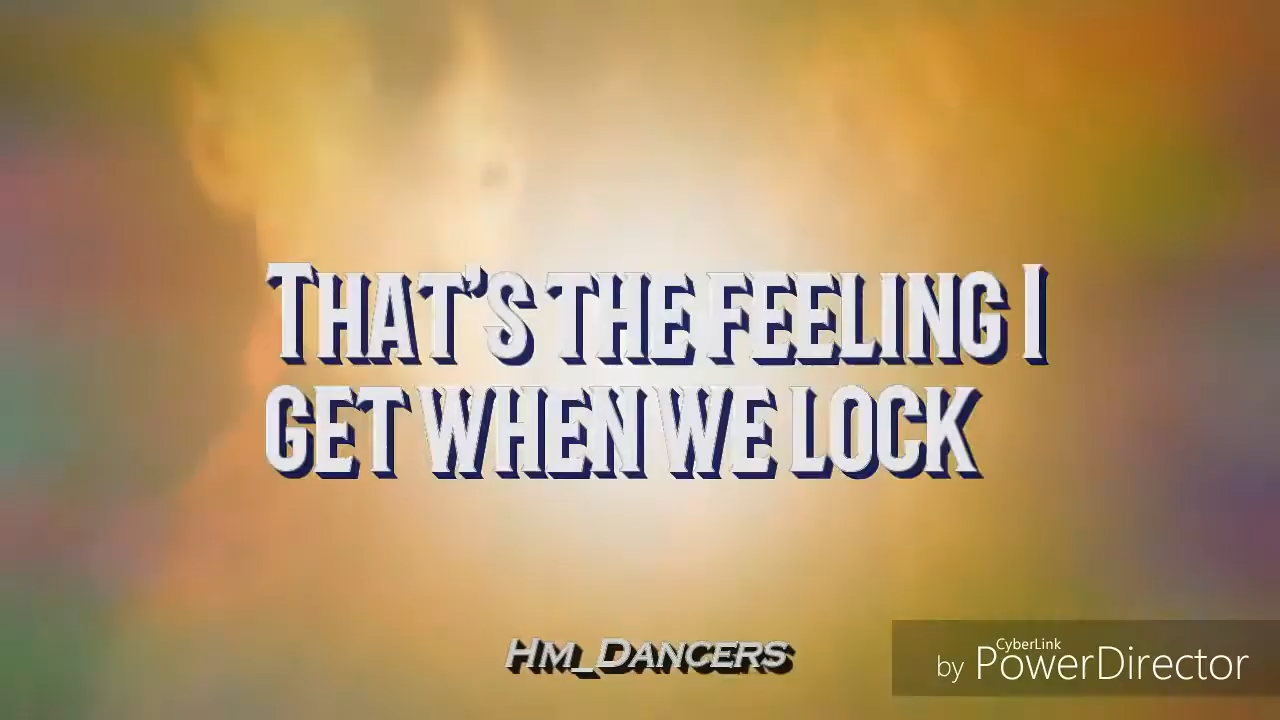 THAT'S THE FEELING I
GET WHEN WE LOCK
HM_DANCERS
CyberLink
by PowerDirector